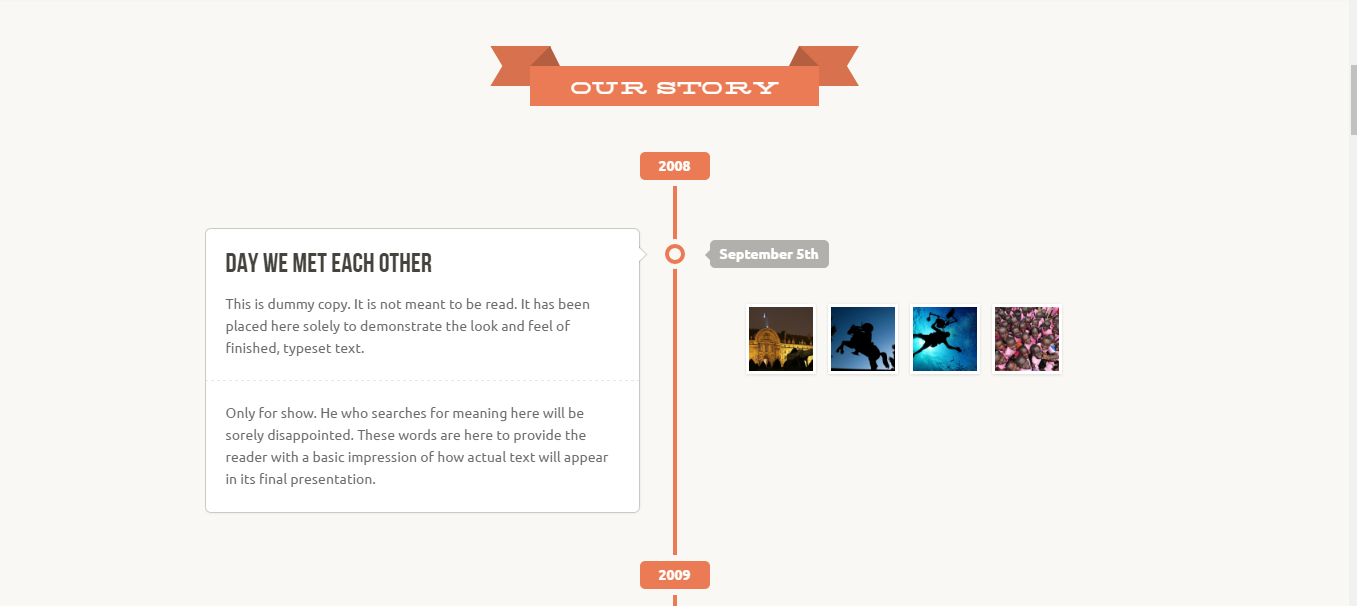 OUR STORY
2008
DAY WE MET EACH OTHER
September 5th
This is dummy copy. It is not meant to be read. It has been
placed here solely to demonstrate the look and feel of
finished, typeset text.
Only for show. He who searches for meaning here will be
sorely disappointed. These words are here to provide the
reader with a basic impression of how actual text will appear
in its final presentation.
2009